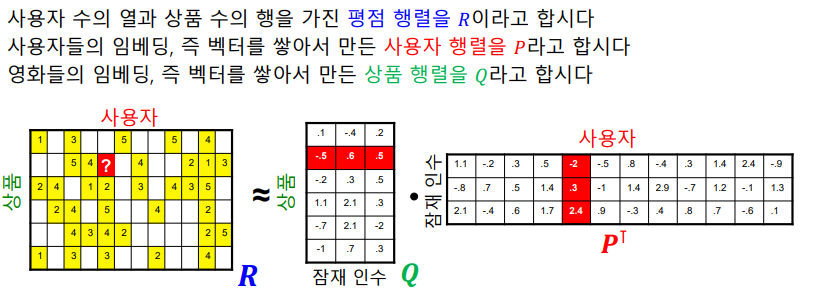 사용자 수의 열과 상품 수의 행을 가진 평점 행렬을 R이라고 합시다
사용자들의 임베딩, 즉 벡터를 쌓아서 만든 사용자 행렬을 P라고 합시다
영화들의 임베딩, 즉 벡터를 쌓아서 만든 상품 행렬을 Q라고 합시다
사용자
상품
1 3 5 5 4
5 4 ? 4 2 1 3
2 4 1 2 3 4 3 5
2 4 5 4 2
4 3 4 2 2 5
1 3 3 2 4
R
≈
상품
.1 -.4 .2
-.5 .6 .5
-.2 .3 .5
1.1 2.1 .3
-.7 2.1 -2
-1 .7 .3
잠재 인수
Q
•
사용자
잠재 인수
1.1 -.2 .3 .5 -2 -.5 .8 -.4 .3 1.4 2.4 -.9
-.8 .7 .5 1.4 .3 -1 1.4 2.9 -.7 1.2 -.1 1.3
2.1 -.4 .6 1.7 2.4 .9 -.3 .4 .8 .7 -.6 .1
P⊤